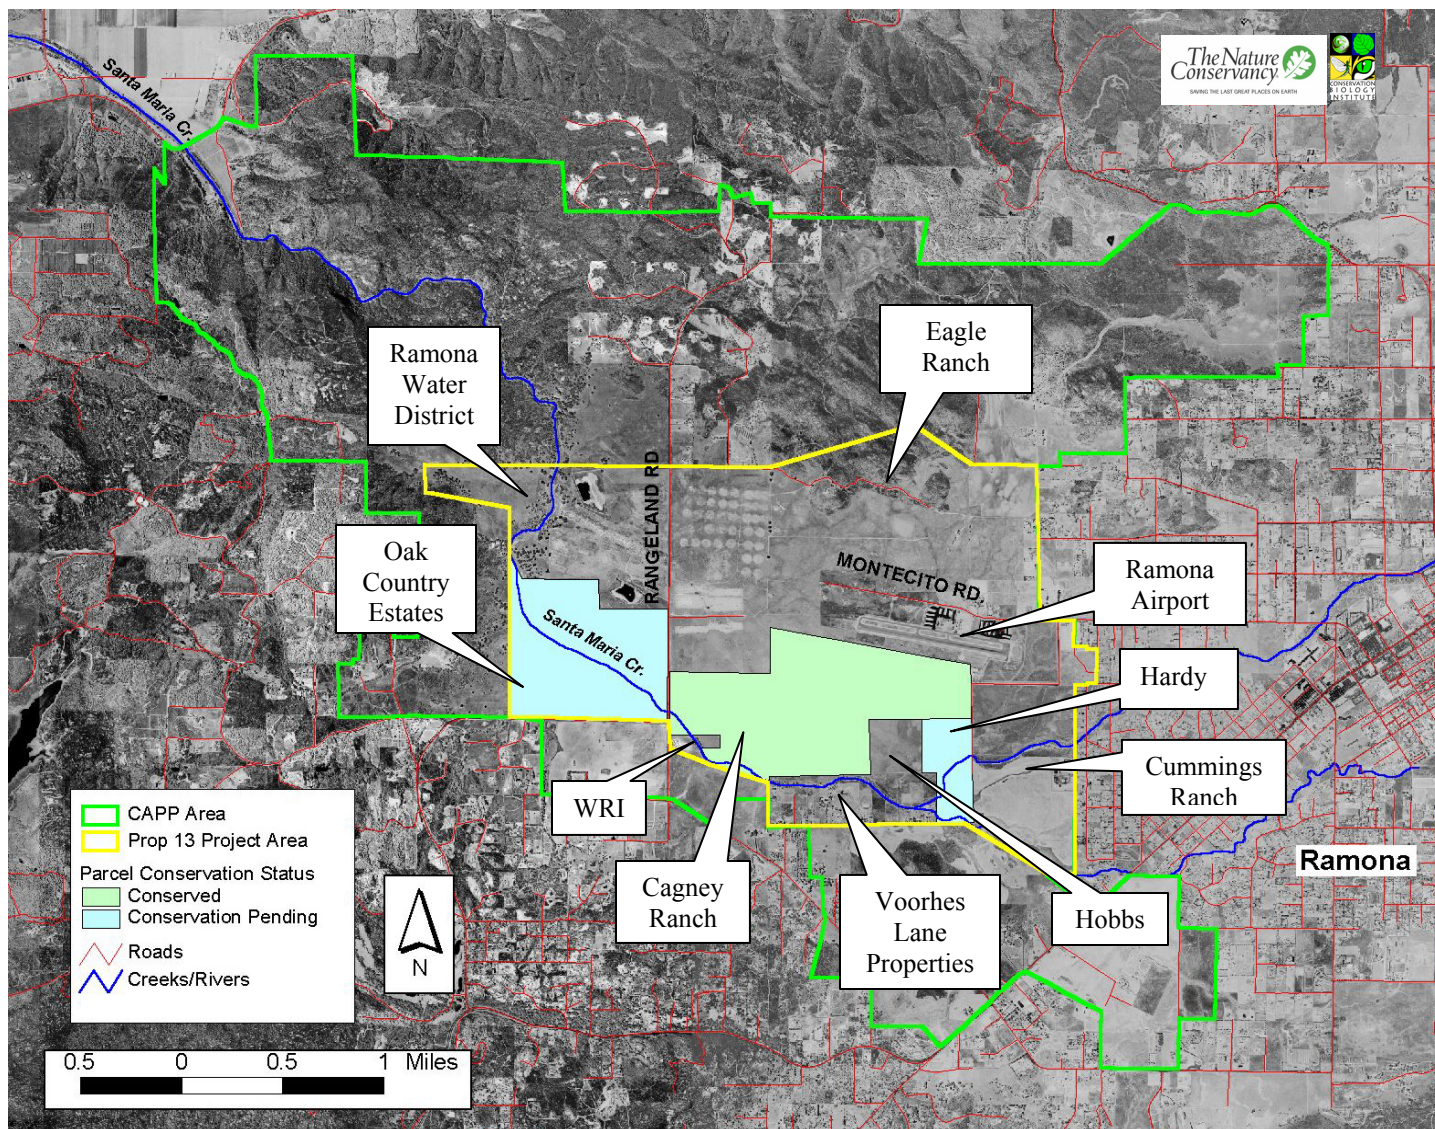 The Nature
Conservancy
SAVING THE LAST GREAT PLACES ON EARTH
CONSERVATION
BIOLOGY
INSTITUTE
Santa Maria Cr.
Eagle
Ranch
Ramona
Water
District
RANGELAND RD
Oak
Country
Estates
MONTECITO RD.
Ramona
Airport
Santa Maria Cr.
Hardy
Cummings
Ranch
WRI
Ramona
Cagney
Ranch
Voorhes
Lane
Properties
Hobbs
CAPP Area
Prop 13 Project Area
Parcel Conservation Status
Conserved
Conservation Pending
Roads
Creeks/Rivers
N
0.5 0 0.5 1 Miles